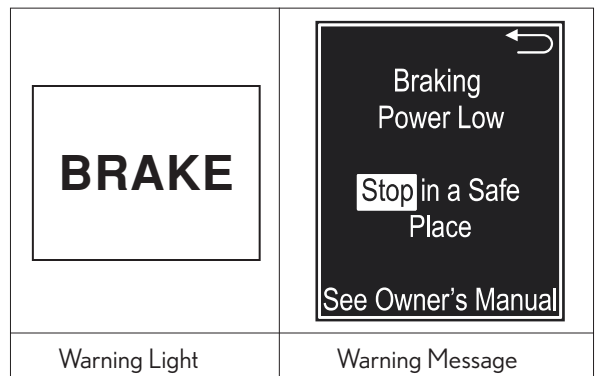 BRAKE
Braking
Power Low
Stop in a Safe
Place
See Owner's Manual
Warning Light
Warning Message